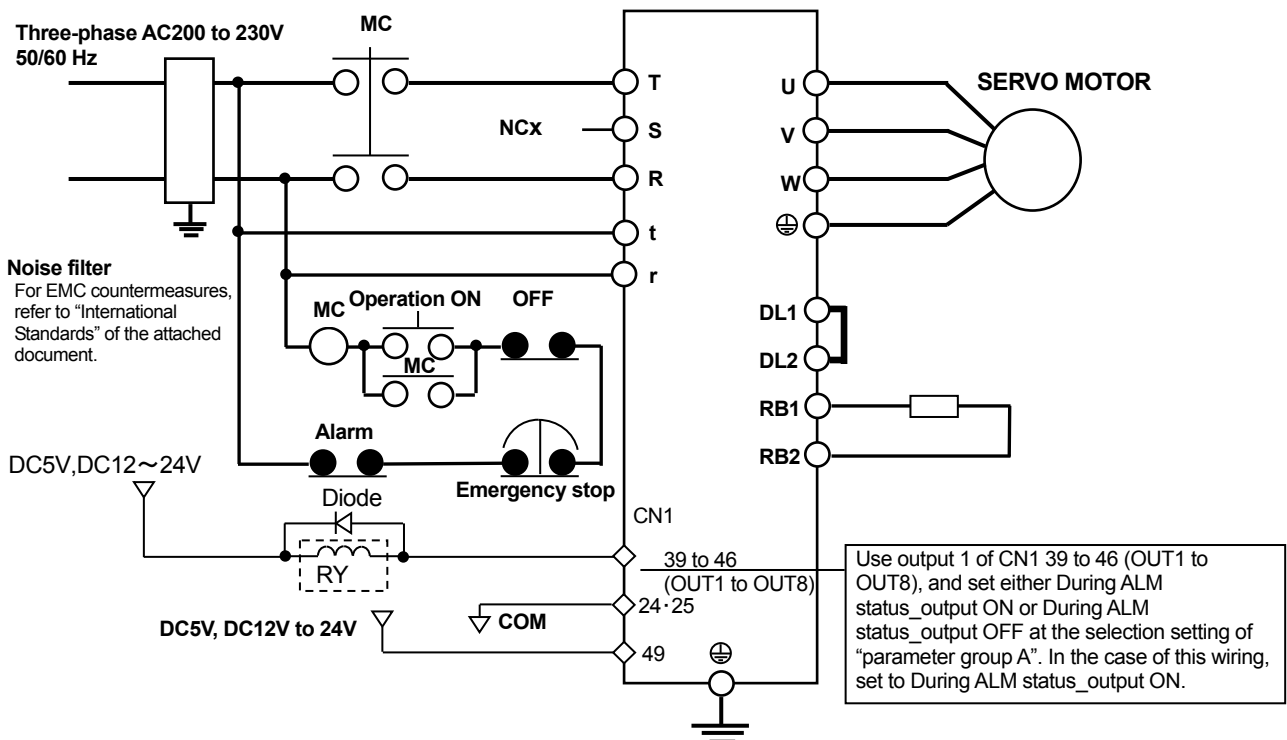 Three-phase AC200 to 230V
50/60 Hz
MC
T
U
SERVO MOTOR
NCx
S
V
R
W
t
Noise filter
For EMC countermeasures,
refer to “International
Standards” of the attached
document.
r
MC
Operation ON
OFF
DL1
MC
DL2
RB1
Alarm
RB2
DC5V,DC12～24V
Emergency stop
Diode
CN1
RY
39 to 46
(OUT1 to OUT8)
Use output 1 of CN1 39 to 46 (OUT1 to
OUT8), and set either During ALM
status_output ON or During ALM
status_output OFF at the selection setting of
“parameter group A”. In the case of this wiring,
set to During ALM status_output ON.
24･25
COM
DC5V, DC12V to 24V
49